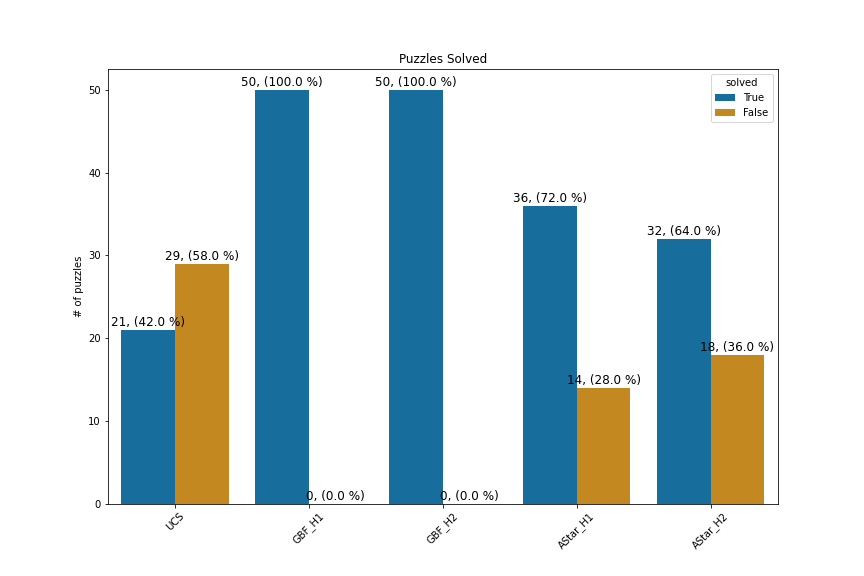 Puzzles Solved
50, (100.0 %)
50, (100.0 %)
solved
True
False
50
40
30
20
10
0
# of puzzles
36, (72.0 %)
32, (64.0 %)
29, (58.0 %)
21, (42.0 %)
18, (36.0 %)
14, (28.0 %)
0, (0.0 %)
0, (0.0 %)
UCS
GBF_H1
GBF_H2
AStar_H1
AStar_H2